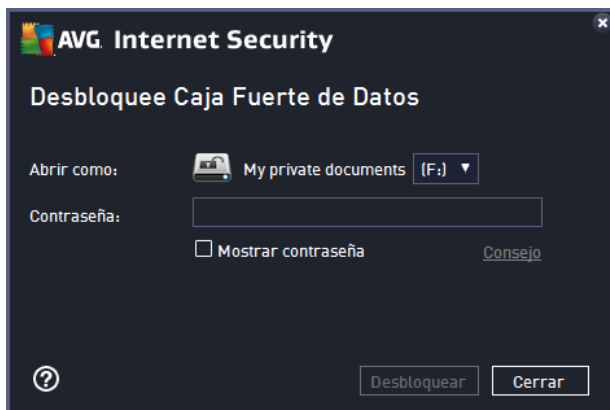 AVG Internet Security
Desbloquee Caja Fuerte de Datos
Abrir como: My private documents (F:)
Contraseña:
Mostrar contraseña Consejo
? Desbloquear Cerrar